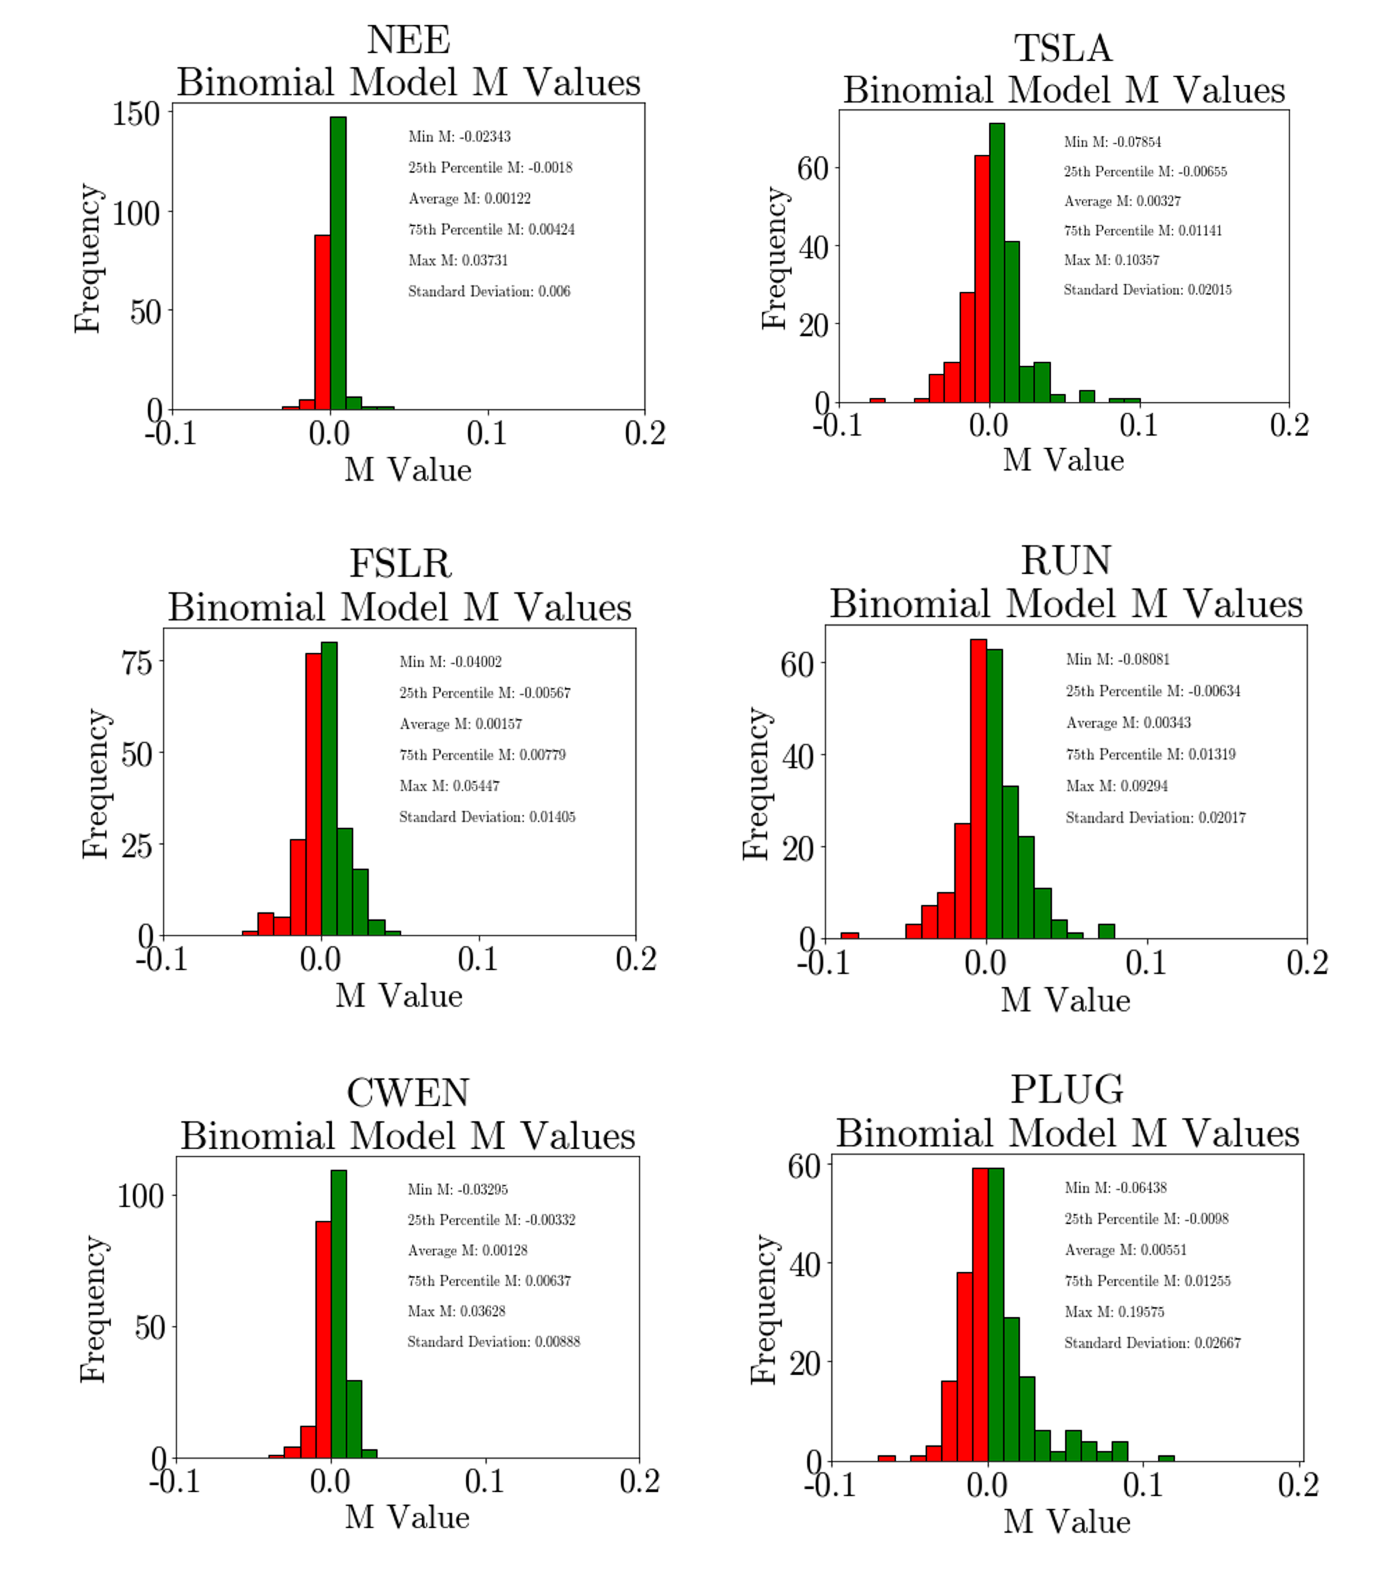 NEE
Binomial Model M Values
150
100
50
0
Frequency
Min M: -0.02343
25th Percentile M: -0.0018
Average M: 0.00122
75th Percentile M: 0.00424
Max M: 0.03731
Standard Deviation: 0.006
-0.1 0.0 0.1 0.2
M Value
TSLA
Binomial Model M Values
60
40
20
0
Frequency
Min M: -0.07854
25th Percentile M: -0.00655
Average M: 0.00327
75th Percentile M: 0.01141
Max M: 0.10357
Standard Deviation: 0.02015
-0.1 0.0 0.1 0.2
M Value
FSLR
Binomial Model M Values
75
50
25
0
Frequency
Min M: -0.04002
25th Percentile M: -0.00567
Average M: 0.00157
75th Percentile M: 0.00779
Max M: 0.05447
Standard Deviation: 0.01405
-0.1 0.0 0.1 0.2
M Value
RUN
Binomial Model M Values
60
40
20
0
Frequency
Min M: -0.08081
25th Percentile M: -0.00634
Average M: 0.00343
75th Percentile M: 0.01319
Max M: 0.09294
Standard Deviation: 0.02017
-0.1 0.0 0.1 0.2
M Value
CWEN
Binomial Model M Values
100
50
0
Frequency
Min M: -0.03295
25th Percentile M: -0.00332
Average M: 0.00128
75th Percentile M: 0.00637
Max M: 0.03628
Standard Deviation: 0.00888
-0.1 0.0 0.1 0.2
M Value
PLUG
Binomial Model M Values
60
40
20
0
Frequency
Min M: -0.06438
25th Percentile M: -0.0098
Average M: 0.00551
75th Percentile M: 0.01255
Max M: 0.19575
Standard Deviation: 0.02667
-0.1 0.0 0.1 0.2
M Value